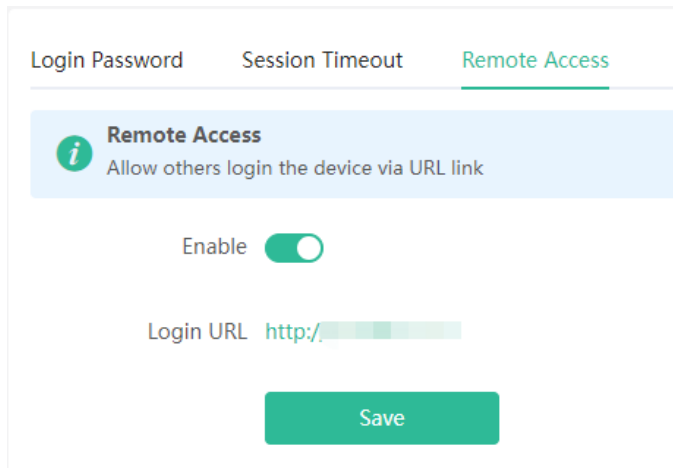 Login Password Session Timeout Remote Access
Remote Access
Allow others login the device via URL link
Enable
Login URL http:/
Save